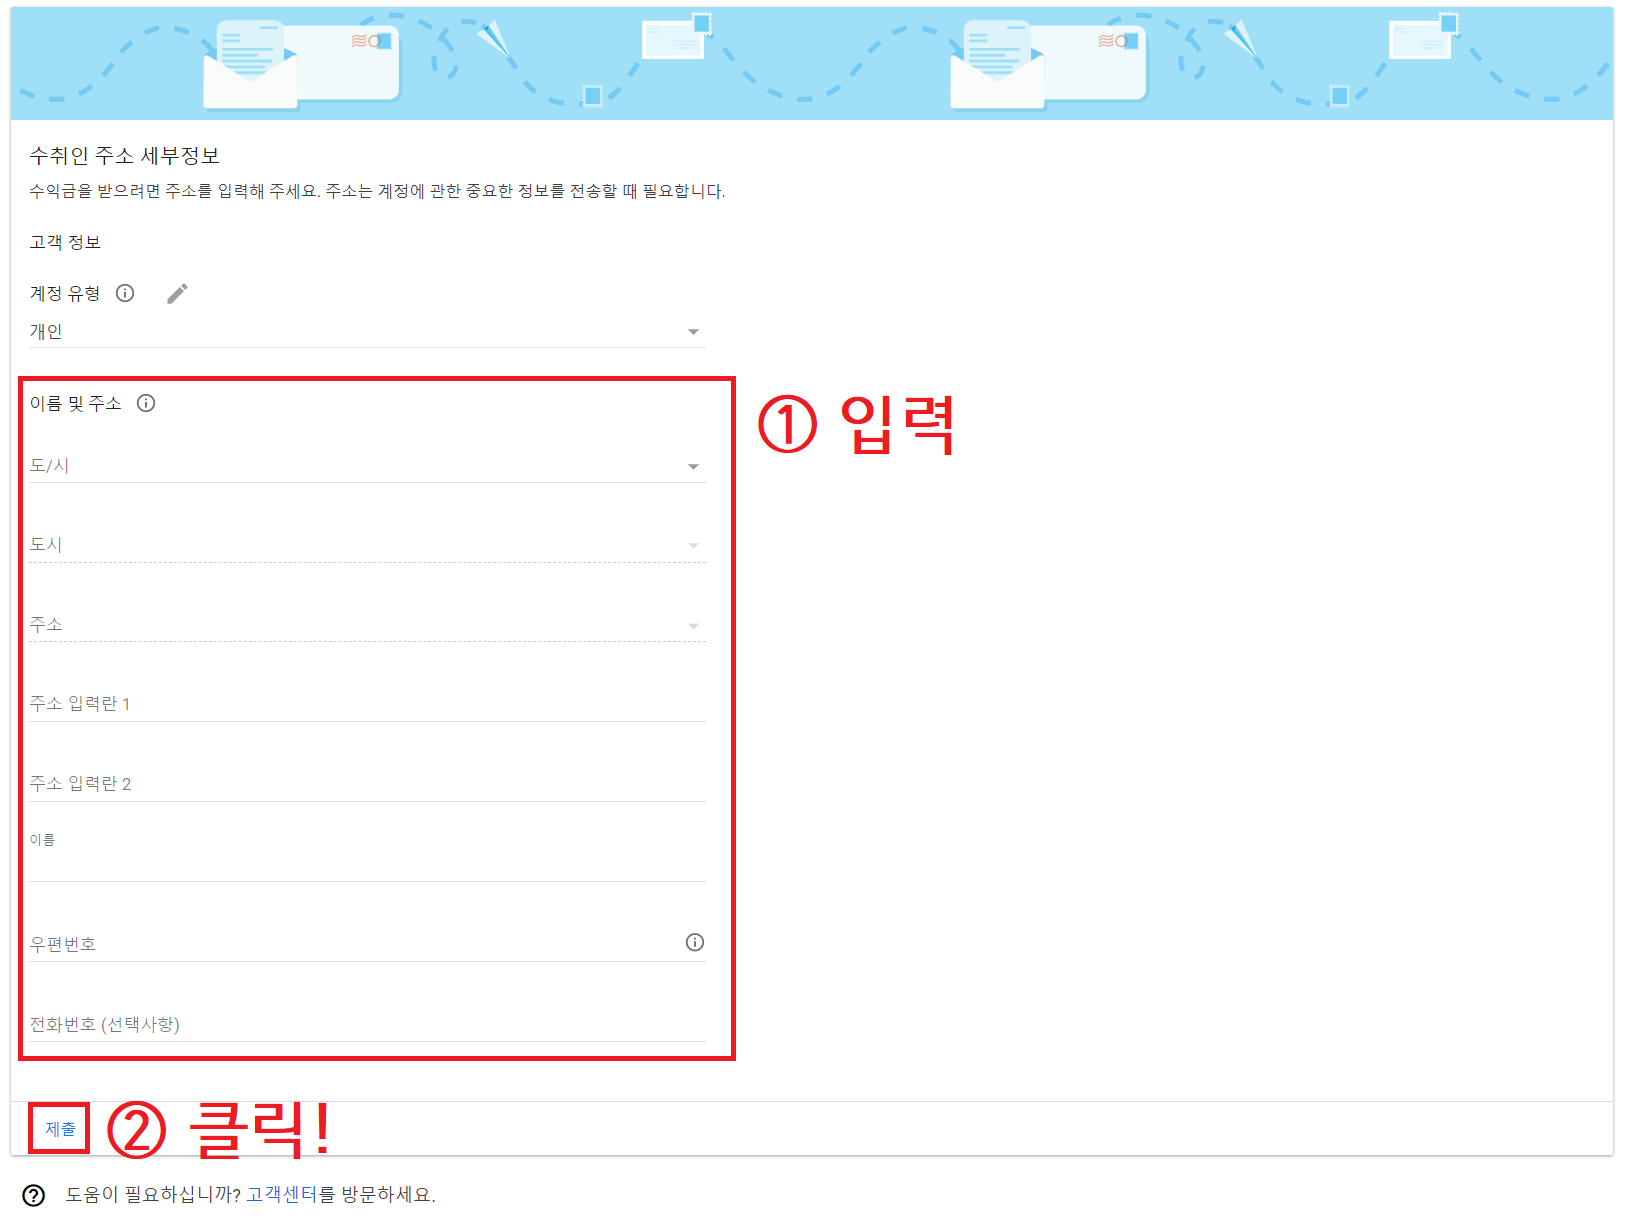 수취인 주소 세부정보
수익금을 받으려면 주소를 입력해 주세요. 주소는 계정에 관한 중요한 정보를 전송할 때 필요합니다.
고객 정보
계정 유형
개인
이름 및 주소
① 입력
도/시
도시
주소
주소 입력란 1
주소 입력란 2
이름
우편번호
전화번호 (선택사항)
제출 ② 클릭!
도움이 필요하십니까? 고객센터를 방문하세요.